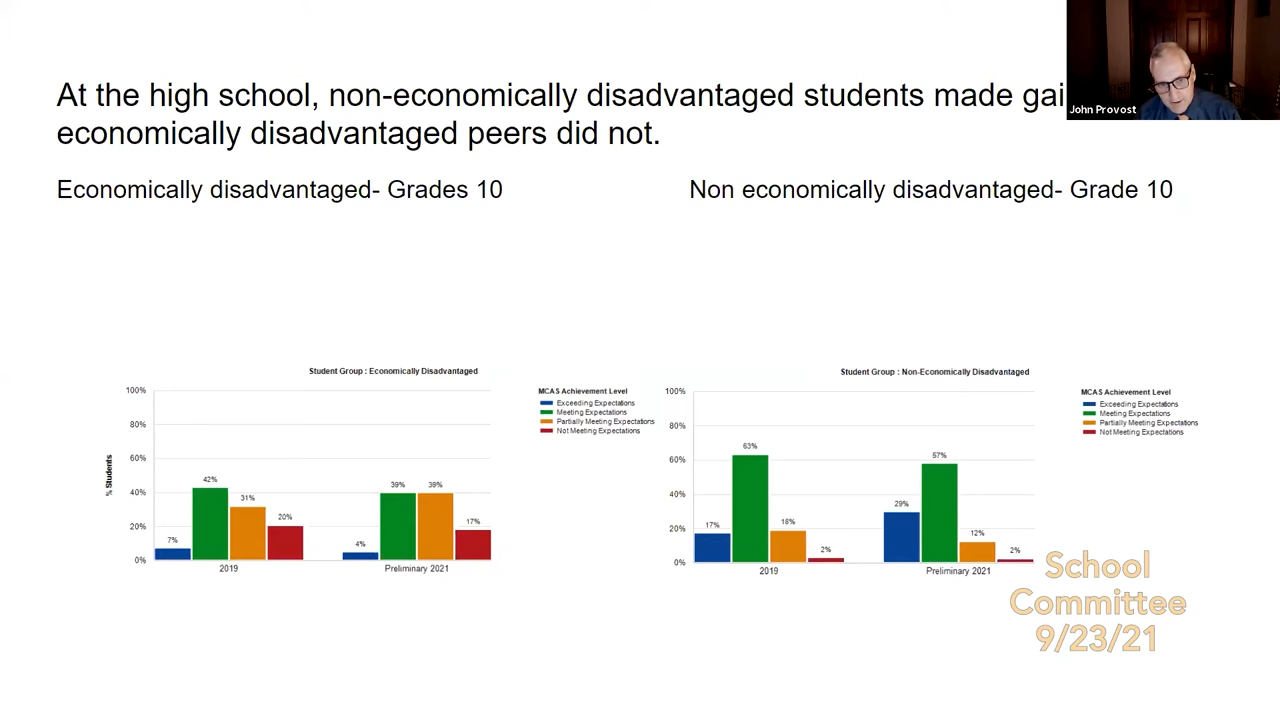 At the high school, non-economically disadvantaged students made gai
John Provost
economically disadvantaged peers did not.
Economically disadvantaged- Grades 10
Non economically disadvantaged- Grade 10
Student Group : Economically Disadvantaged
100%
80%
60%
40%
20%
0%
% Students
7%
42%
31%
20%
4%
39%
39%
17%
2019
Preliminary 2021
MCAS Achievement Level
Exceeding Expectations
Meeting Expectations
Partially Meeting Expectations
Not Meeting Expectations
Student Group : Non-Economically Disadvantaged
100%
80%
60%
40%
20%
0%
17%
63%
18%
2%
29%
57%
12%
2%
2019
Preliminary 2021
MCAS Achievement Level
Exceeding Expectations
Meeting Expectations
Partially Meeting Expectations
Not Meeting Expectations
School
Committee
9/23/21